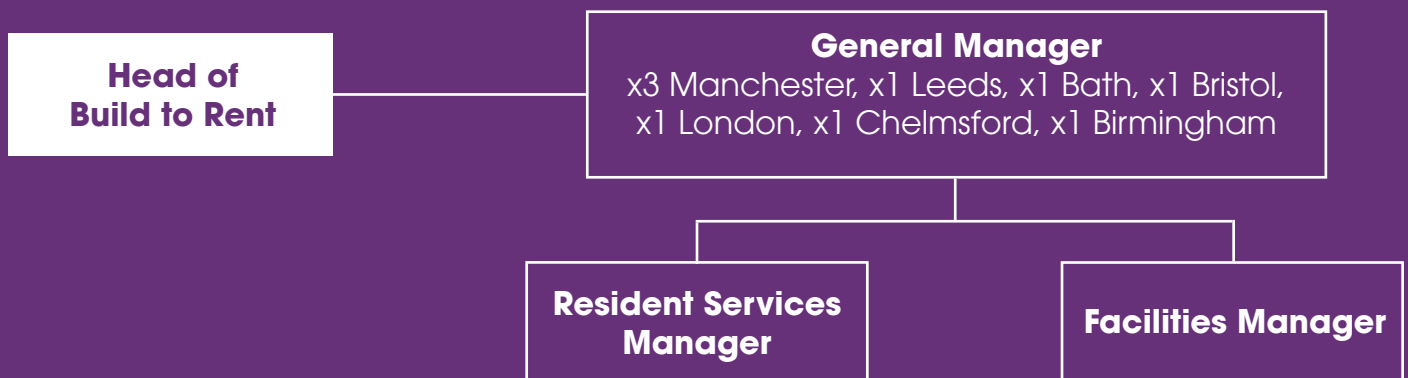 Head of
Build to Rent
General Manager
x3 Manchester, x1 Leeds, x1 Bath, x1 Bristol,
x1 London, x1 Chelmsford, x1 Birmingham
Resident Services
Manager
Facilities Manager